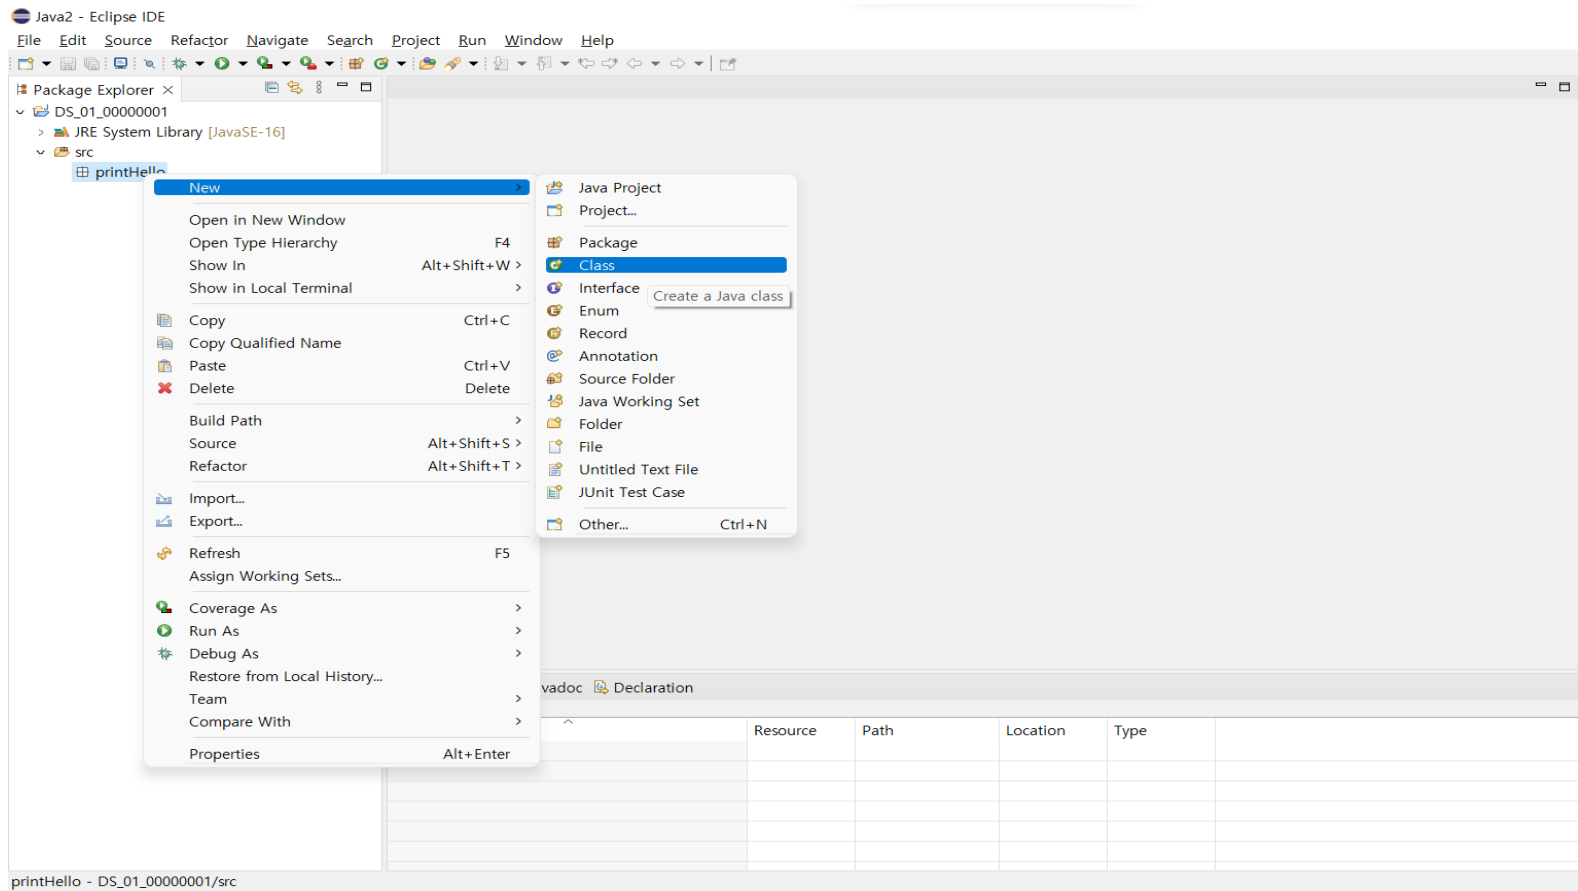 Java2 - Eclipse IDE
File Edit Source Refactor Navigate Search Project Run Window Help
Package Explorer
DS_01_00000001
JRE System Library [JavaSE-16]
src
printHello
New
Open in New Window
Open Type Hierarchy F4
Show In Alt+Shift+W
Show in Local Terminal
Copy Ctrl+C
Copy Qualified Name
Paste Ctrl+V
Delete Delete
Build Path
Source Alt+Shift+S
Refactor Alt+Shift+T
Import...
Export...
Refresh F5
Assign Working Sets...
Coverage As
Run As
Debug As
Restore from Local History...
Team
Compare With
Properties Alt+Enter
Java Project
Project...
Package
Class
Interface
Create a Java class
Enum
Record
Annotation
Source Folder
Java Working Set
Folder
File
Untitled Text File
JUnit Test Case
Other... Ctrl+N
vadoc Declaration
Resource Path Location Type
printHello - DS_01_00000001/src